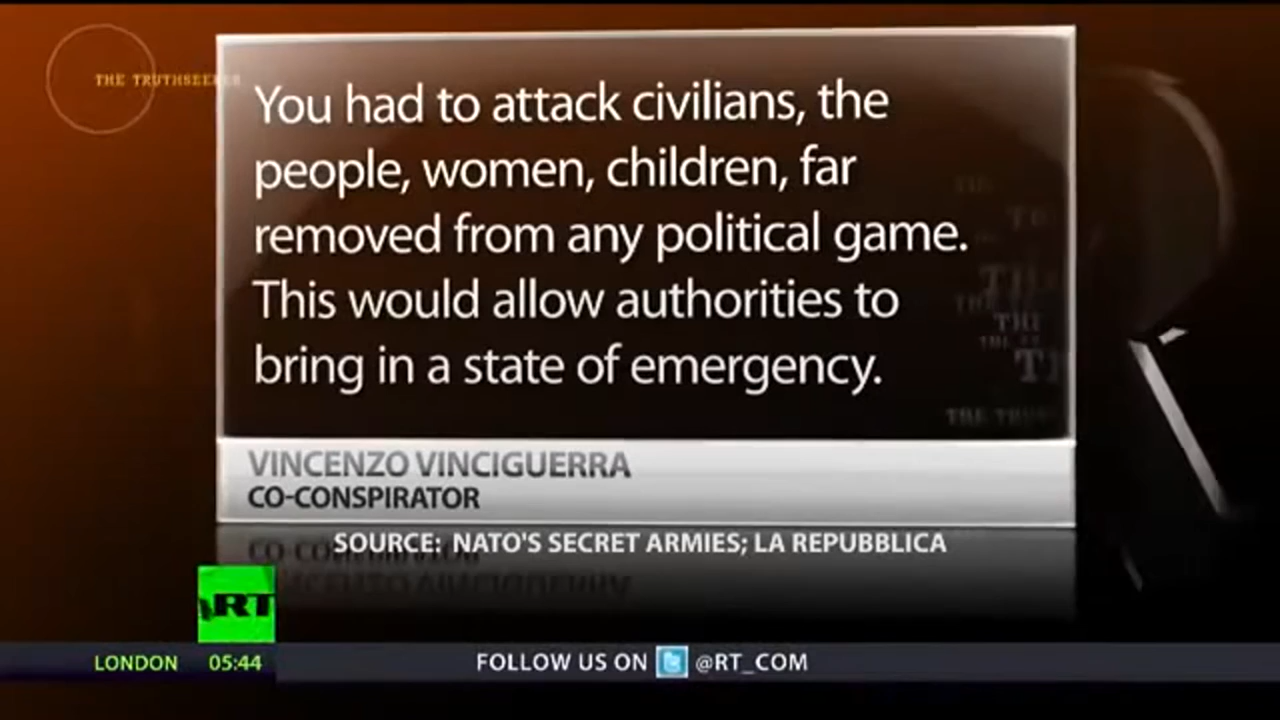 THE TRUTHSEEKER
You had to attack civilians, the
people, women, children, far
removed from any political game.
This would allow authorities to
bring in a state of emergency.
VINCENZO VINCIGUERRA
CO-CONSPIRATOR
SOURCE: NATO'S SECRET ARMIES; LA REPUBBLICA
RT
LONDON 05:44 FOLLOW US ON @RT_COM